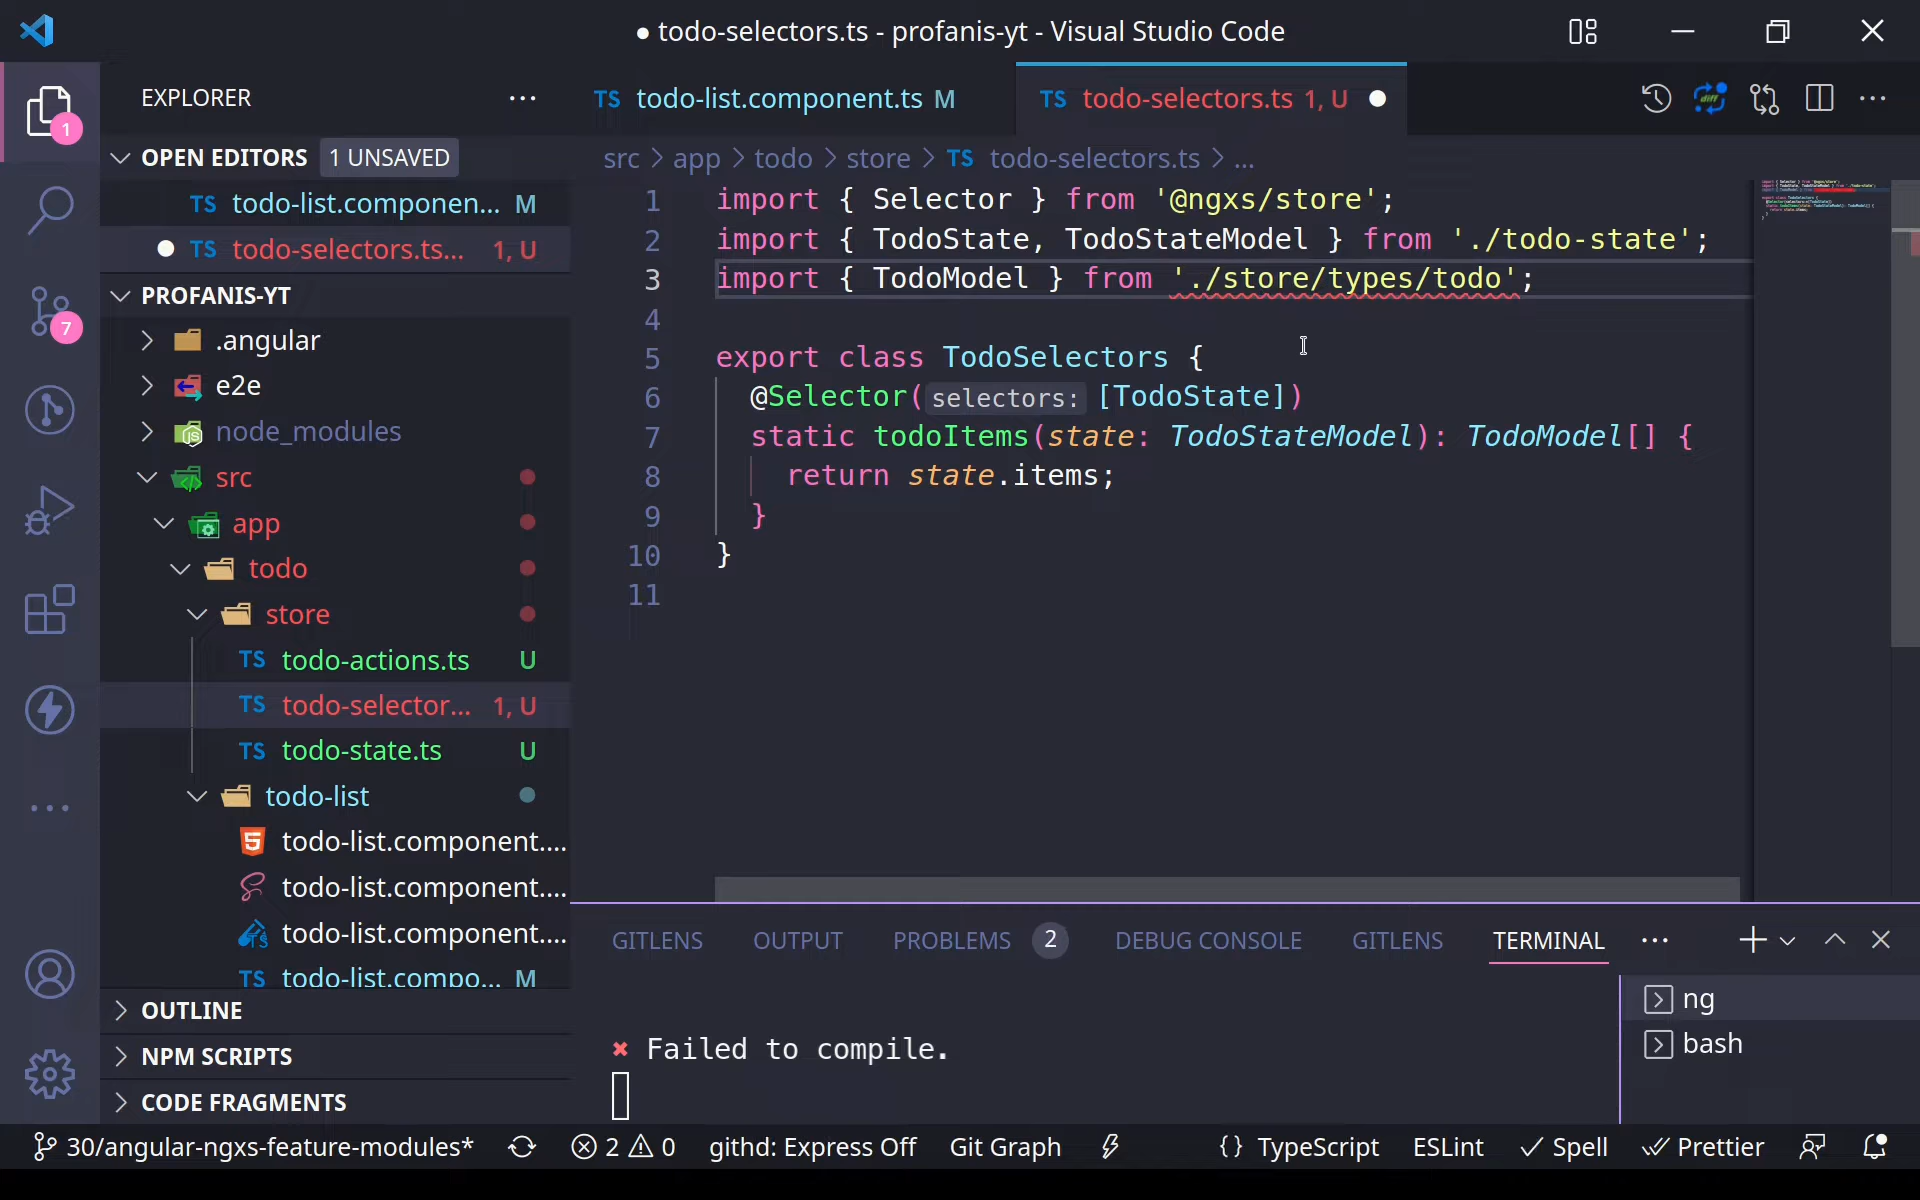 ● todo-selectors.ts - profanis-yt - Visual Studio Code
EXPLORER
1
OPEN EDITORS 1 UNSAVED
TS todo-list.componen... M
TS todo-selectors.ts... 1, U
PROFANIS-YT
7
.angular
e2e
node_modules
src
app
todo
store
TS todo-actions.ts U
TS todo-selector... 1, U
TS todo-state.ts U
todo-list
todo-list.component....
todo-list.component....
todo-list.component....
TS todo-list.compo... M
OUTLINE
NPM SCRIPTS
CODE FRAGMENTS
TS todo-list.component.ts M
TS todo-selectors.ts 1, U
diff
src > app > todo > store > TS todo-selectors.ts > ...
1 import { Selector } from '@ngxs/store';
2 import { TodoState, TodoStateModel } from './todo-state';
3 import { TodoModel } from './store/types/todo';
4
5 export class TodoSelectors {
6 @Selector(selectors: [TodoState])
7 static todoItems(state: TodoStateModel): TodoModel[] {
8 return state.items;
9 }
10 }
11
GITLENS OUTPUT PROBLEMS 2 DEBUG CONSOLE GITLENS TERMINAL ...
✖ Failed to compile.
ng
bash
30/angular-ngxs-feature-modules* 2 0 githd: Express Off Git Graph {} TypeScript ESLint Spell Prettier